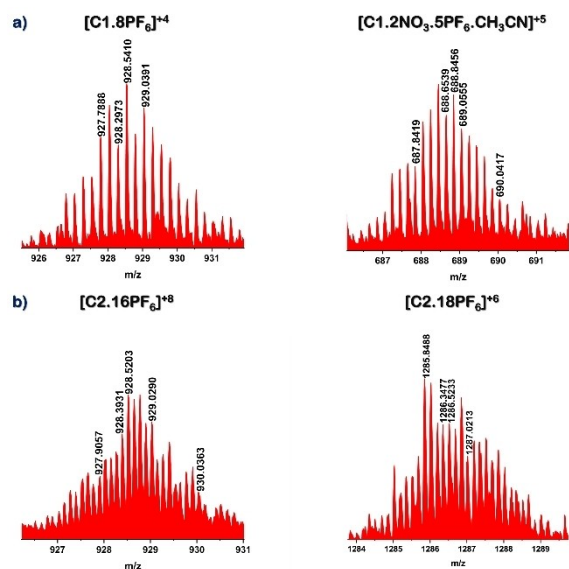 a)
[C1.8PF₆]⁺⁴
[C1.2NO₃.5PF₆.CH₃CN]⁺⁵
927.7888
928.2973
928.5410
929.0391
926 927 928 929 930 931
m/z
687.8419
688.6539
688.8456
689.0555
690.0417
687 688 689 690 691
m/z
b)
[C2.16PF₆]⁺⁸
[C2.18PF₆]⁺⁶
927.9057
928.3931
928.5203
929.0290
930.0363
927 928 929 930 931
m/z
1285.8488
1286.3477
1286.5233
1287.0213
1284 1285 1286 1287 1288 1289
m/z